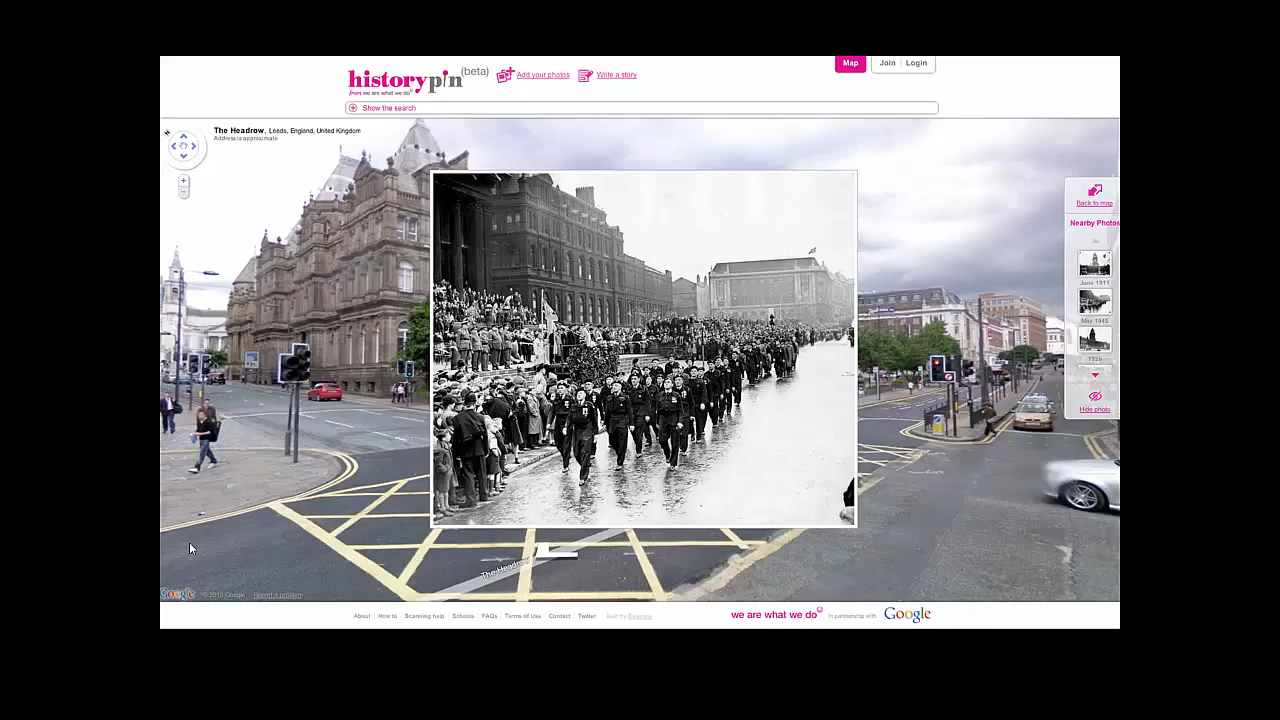 historypin(beta)
from we are what we do
Add your photos
Write a story
Map
Join | Login
Show the search
The Headrow, Leeds, England, United Kingdom
Address is approximate
+
−
Back to map
Nearby Photos
June 1911
May 1945
1926
Hide photo
The Headrow
Google © 2010 Google Report a problem
About How to Scanning help Schools FAQs Terms of Use Contact Twitter Built by Essence
we are what we do In partnership with Google